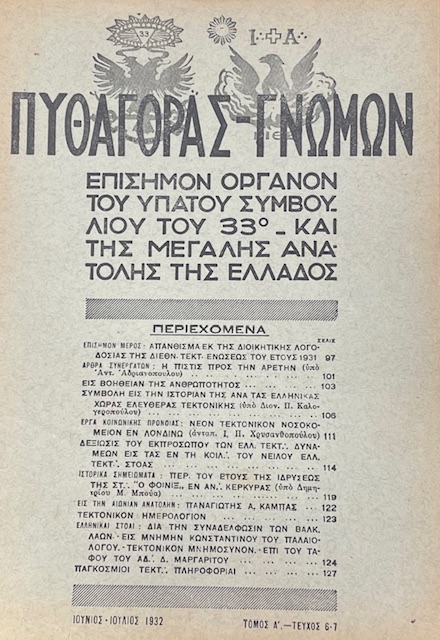 33
Ι∴✠Α∴
ΠΥΘΑΓΟΡΑΣ-ΓΝΩΜΩΝ
ΕΠΙΣΗΜΟΝ ΟΡΓΑΝΟΝ
ΤΟΥ ΥΠΑΤΟΥ ΣΥΜΒΟΥ-
ΛΙΟΥ ΤΟΥ 33º - ΚΑΙ
ΤΗΣ ΜΕΓΑΛΗΣ ΑΝΑ-
ΤΟΛΗΣ ΤΗΣ ΕΛΛΑΔΟΣ
ΠΕΡΙΕΧΟΜΕΝΑ
ΣΕΛΙΣ
ΕΠΙΣΗΜΟΝ ΜΕΡΟΣ: ΑΠΑΝΘΙΣΜΑ ΕΚ ΤΗΣ ΔΙΟΙΚΗΤΙΚΗΣ ΛΟΓΟ-
ΔΟΣΙΑΣ ΤΗΣ ΔΙΕΘΝ. ΤΕΚΤ. ΕΝΩΣΕΩΣ ΤΟΥ ΕΤΟΥΣ 1931 97
ΑΡΘΡΑ ΣΥΝΕΡΓΑΤΩΝ: Η ΠΙΣΤΙΣ ΠΡΟΣ ΤΗΝ ΑΡΕΤΗΝ (ὑπὸ
Ἀντ. Ἀδριανοπούλου) .. .. .. .. .. .. .. .. 101
ΕΙΣ ΒΟΗΘΕΙΑΝ ΤΗΣ ΑΝΘΡΩΠΟΤΗΤΟΣ .. .. .. .. 103
ΣΥΜΒΟΛΗ ΕΙΣ ΤΗΝ ΙΣΤΟΡΙΑΝ ΤΗΣ ΑΝΑ ΤΑΣ ΕΛΛΗΝΙΚΑΣ
ΧΩΡΑΣ ΕΛΕΥΘΕΡΑΣ ΤΕΚΤΟΝΙΚΗΣ (ὑπὸ Διον. Π. Καλο-
γεροπούλου) .. .. .. .. .. .. .. .. .. 106
ΕΡΓΑ ΚΟΙΝΩΝΙΚΗΣ ΠΡΟΝΟΙΑΣ: ΝΕΟΝ ΤΕΚΤΟΝΙΚΟΝ ΝΟΣΟΚΟ-
ΜΕΙΟΝ ΕΝ ΛΟΝΔΙΝΩ (ἀνταπ. Ι, Π, Χρυσανθοπούλου) 111
ΔΕΞΙΩΣΙΣ ΤΟΥ ΕΚΠΡΟΣΩΠΟΥ ΤΩΝ ΕΛΛ. ΤΕΚΤ∴ ΔΥΝΑ-
ΜΕΩΝ ΕΙΣ ΤΑΣ ΕΝ ΤΗ ΚΟΙΛ∴ ΤΟΥ ΝΕΙΛΟΥ ΕΛΛ.
ΤΕΚΤ∴ ΣΤΟΑΣ .. .. .. .. .. .. .. .. .. 114
ΙΣΤΟΡΙΚΑ ΣΗΜΕΙΩΜΑΤΑ: ΠΕΡ. ΤΟΥ ΕΤΟΥΣ ΤΗΣ ΙΔΡΥΣΕΩΣ
ΤΗΣ ΣΤ∴ "Ο ΦΟΙΝΙΞ„ ΕΝ ΑΝ∴ ΚΕΡΚΥΡΑΣ (ὑπὸ Δημη-
τρίου Μ. Μπούα) .. .. .. .. .. .. .. .. 119
ΕΙΣ ΤΗΝ ΑΙΩΝΙΑΝ ΑΝΑΤΟΛΗΝ: ΠΑΝΑΓΙΩΤΗΣ Α, ΚΑΜΠΑΣ .. 122
ΤΕΚΤΟΝΙΚΟΝ ΗΜΕΡΟΛΟΓΙΟΝ .. .. .. .. .. .. 123
ΕΛΛΗΝΙΚΑΙ ΣΤΟΑΙ: ΔΙΑ ΤΗΝ ΣΥΝΑΔΕΛΦΩΣΙΝ ΤΩΝ ΒΑΛΚ.
ΛΑΩΝ.- ΕΙΣ ΜΝΗΜΗΝ ΚΩΝΣΤΑΝΤΙΝΟΥ ΤΟΥ ΠΑΛΑΙΟ-
ΛΟΓΟΥ.- ΤΕΚΤΟΝΙΚΟΝ ΜΝΗΜΟΣΥΝΟΝ.- ΕΠΙ ΤΟΥ ΤΑ-
ΦΟΥ ΤΟΥ ΑΔ∴ Δ. ΜΑΡΓΑΡΙΤΟΥ .. .. .. .. .. 124
ΠΑΓΚΟΣΜΙΟΙ ΤΕΚΤ∴ ΠΛΗΡΟΦΟΡΙΑΙ .. .. .. .. 127
ΙΟΥΝΙΟΣ - ΙΟΥΛΙΟΣ 1932 ΤΟΜΟΣ Α'.—ΤΕΥΧΟΣ 6-7